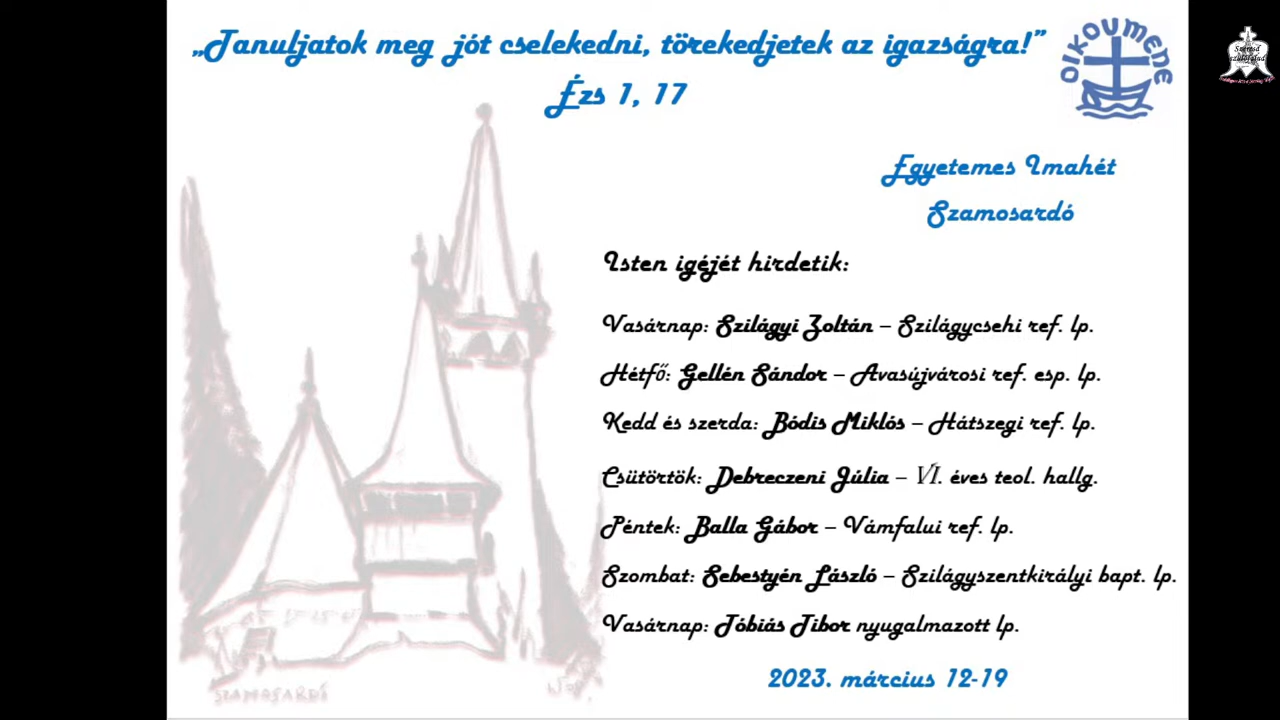 „Tanuljatok meg jót cselekedni, törekedjetek az igazságra!”
Ézs 1, 17
OIKOUMENE
Egyetemes Imahét
Szamosardó
Isten igéjét hirdetik:
Vasárnap: Szilágyi Zoltán – Szilágycsehi ref. lp.
Hétfő: Gellén Sándor – Avasújvárosi ref. esp. lp.
Kedd és szerda: Bódis Miklós – Hátszegi ref. lp.
Csütörtök: Debreczeni Júlia – VI. éves teol. hallg.
Péntek: Balla Gábor – Vámfalui ref. lp.
Szombat: Sebestyén László – Szilágyszentkirályi bapt. lp.
Vasárnap: Tóbiás Tibor nyugalmazott lp.
2023. március 12-19
SZAMOSARDÓ
Szeresd
szülőfalud